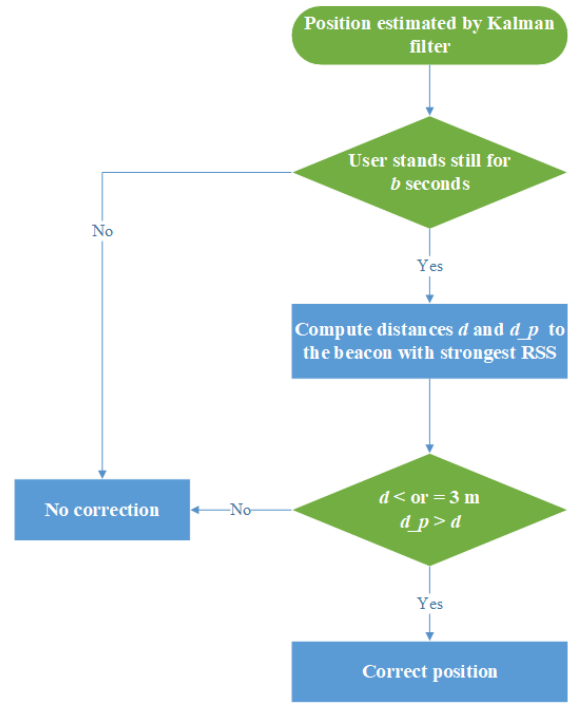 Position estimated by Kalman
filter
User stands still for
b seconds
No
Yes
Compute distances d and d_p to
the beacon with strongest RSS
No correction
No
d < or = 3 m
d_p > d
Yes
Correct position